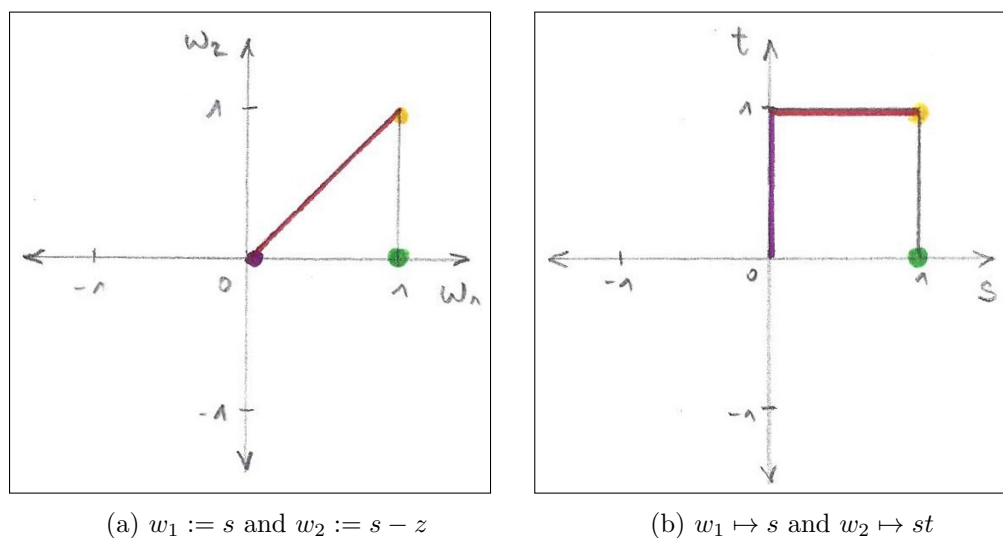 w₂
1
-1
0
1
w₁
-1
(a) w₁ := s and w₂ := s − z
t
1
-1
0
1
s
-1
(b) w₁ ↦ s and w₂ ↦ st